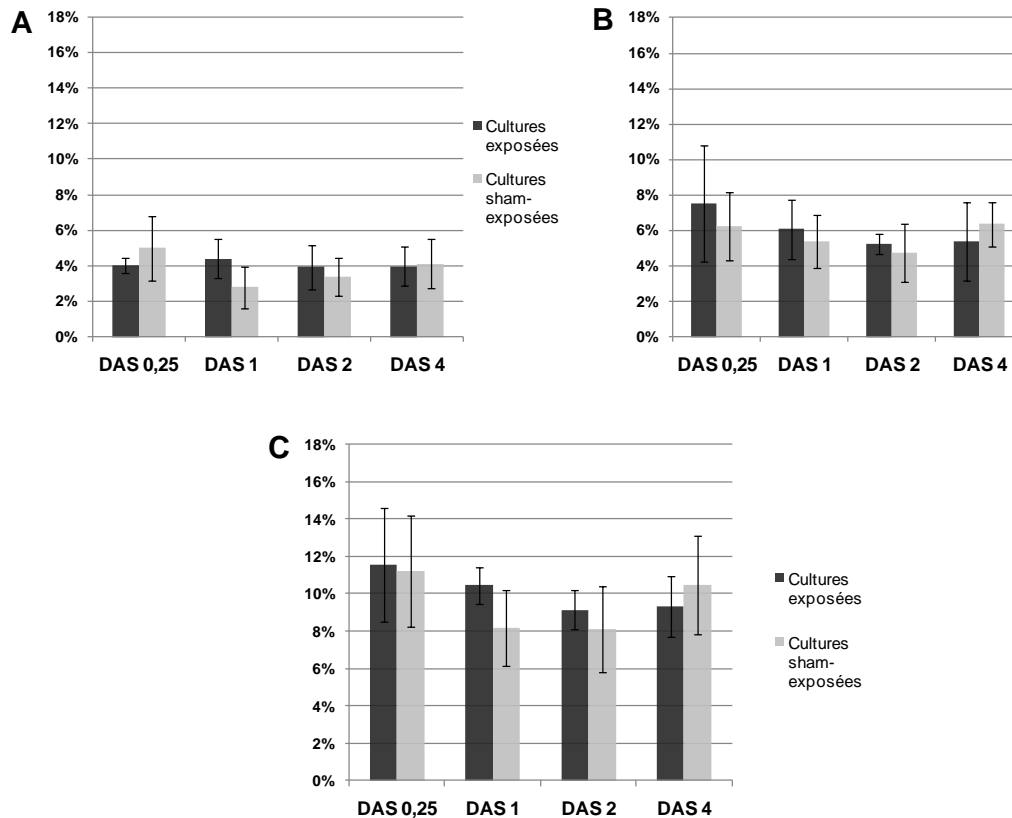 A
18%
16%
14%
12%
10%
8%
6%
4%
2%
0%
DAS 0,25
DAS 1
DAS 2
DAS 4
Cultures
exposées
Cultures
sham-
exposées
B
18%
16%
14%
12%
10%
8%
6%
4%
2%
0%
DAS 0,25
DAS 1
DAS 2
DAS 4
C
18%
16%
14%
12%
10%
8%
6%
4%
2%
0%
DAS 0,25
DAS 1
DAS 2
DAS 4
Cultures
exposées
Cultures
sham-
exposées